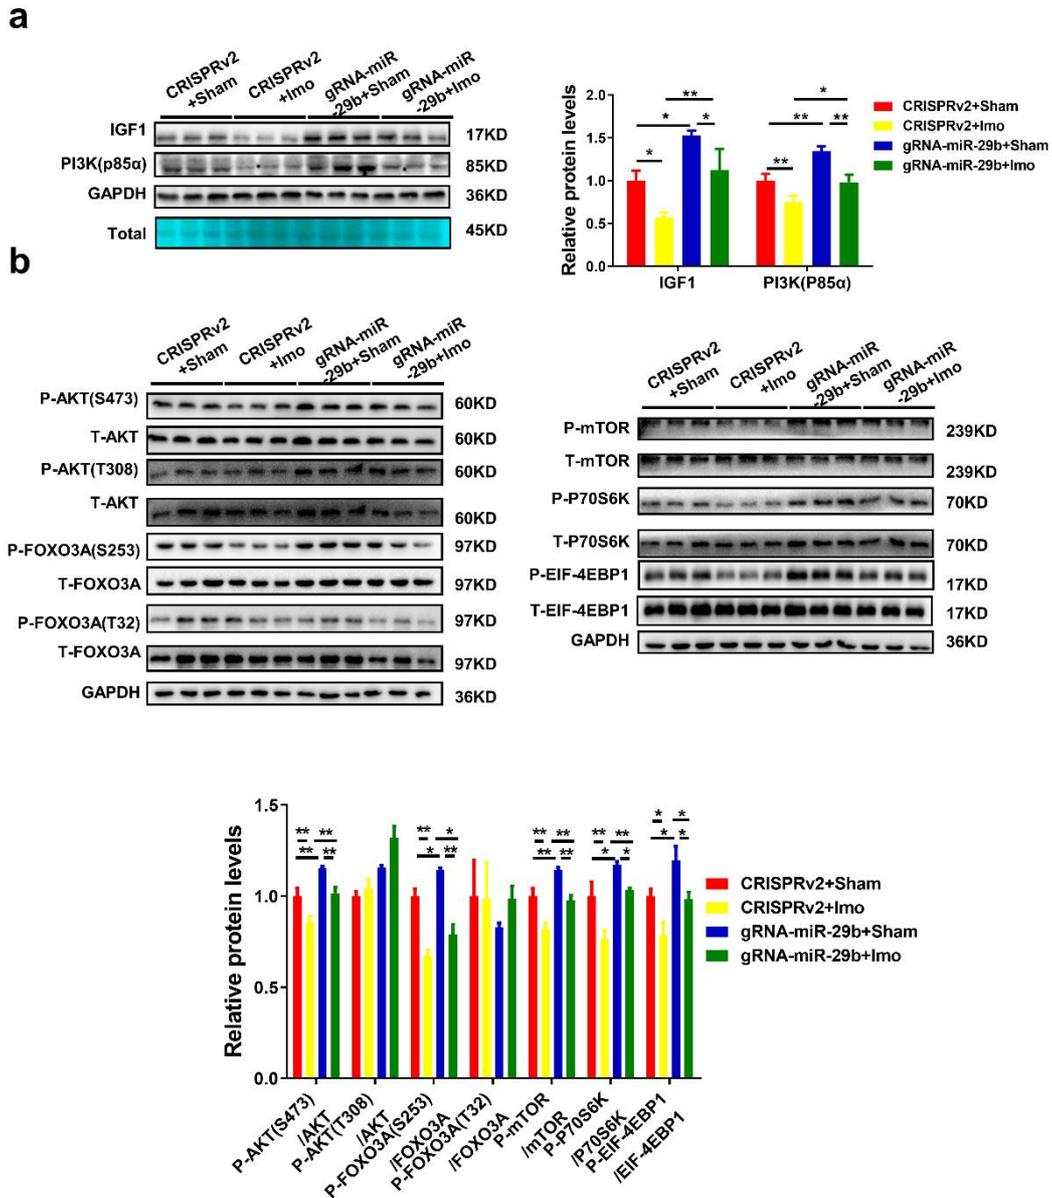 a
CRISPRv2
+Sham
CRISPRv2
+Imo
gRNA-miR
-29b+Sham
gRNA-miR
-29b+Imo
IGF1
17KD
PI3K(p85α)
85KD
GAPDH
36KD
Total
45KD
Relative protein levels
2.0
1.5
1.0
0.5
0.0
* * ** *
** ** * **
IGF1
PI3K(P85α)
CRISPRv2+Sham
CRISPRv2+Imo
gRNA-miR-29b+Sham
gRNA-miR-29b+Imo
b
CRISPRv2
+Sham
CRISPRv2
+Imo
gRNA-miR
-29b+Sham
gRNA-miR
-29b+Imo
P-AKT(S473)
60KD
T-AKT
60KD
P-AKT(T308)
60KD
T-AKT
60KD
P-FOXO3A(S253)
97KD
T-FOXO3A
97KD
P-FOXO3A(T32)
97KD
T-FOXO3A
97KD
GAPDH
36KD
CRISPRv2
+Sham
CRISPRv2
+Imo
gRNA-miR
-29b+Sham
gRNA-miR
-29b+Imo
P-mTOR
239KD
T-mTOR
239KD
P-P70S6K
70KD
T-P70S6K
70KD
P-EIF-4EBP1
17KD
T-EIF-4EBP1
17KD
GAPDH
36KD
Relative protein levels
1.5
1.0
0.5
0.0
** **
** **
** *
* **
** **
** **
** **
* *
* *
* *
P-AKT(S473)
/AKT
P-AKT(T308)
/AKT
P-FOXO3A(S253)
/FOXO3A
P-FOXO3A(T32)
/FOXO3A
P-mTOR
/mTOR
P-P70S6K
/P70S6K
P-EIF-4EBP1
/EIF-4EBP1
CRISPRv2+Sham
CRISPRv2+Imo
gRNA-miR-29b+Sham
gRNA-miR-29b+Imo